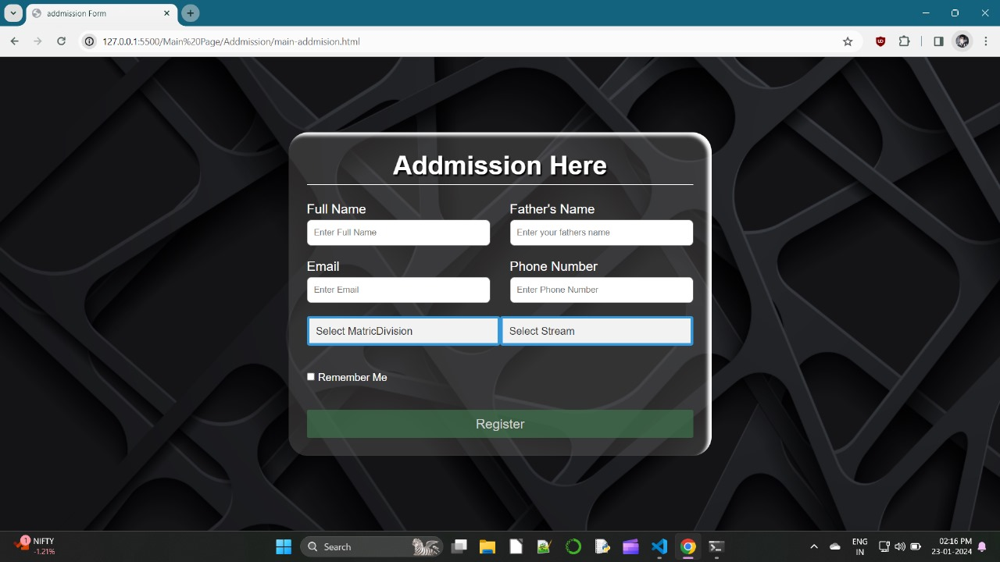 addmission Form
127.0.0.1:5500/Main%20Page/Addmission/main-addmision.html
Addmission Here
Full Name
Father's Name
Enter Full Name
Enter your fathers name
Email
Phone Number
Enter Email
Enter Phone Number
Select MatricDivision
Select Stream
Remember Me
Register
1
NIFTY
-1.21%
Search
ENG
IN
02:16 PM
23-01-2024